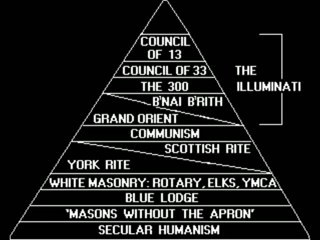 COUNCIL
OF 13
COUNCIL OF 33
THE 300
THE
ILLUMINATI
B'NAI B'RITH
GRAND ORIENT
COMMUNISM
SCOTTISH RITE
YORK RITE
WHITE MASONRY: ROTARY, ELKS, YMCA
BLUE LODGE
"MASONS WITHOUT THE APRON"
SECULAR HUMANISM